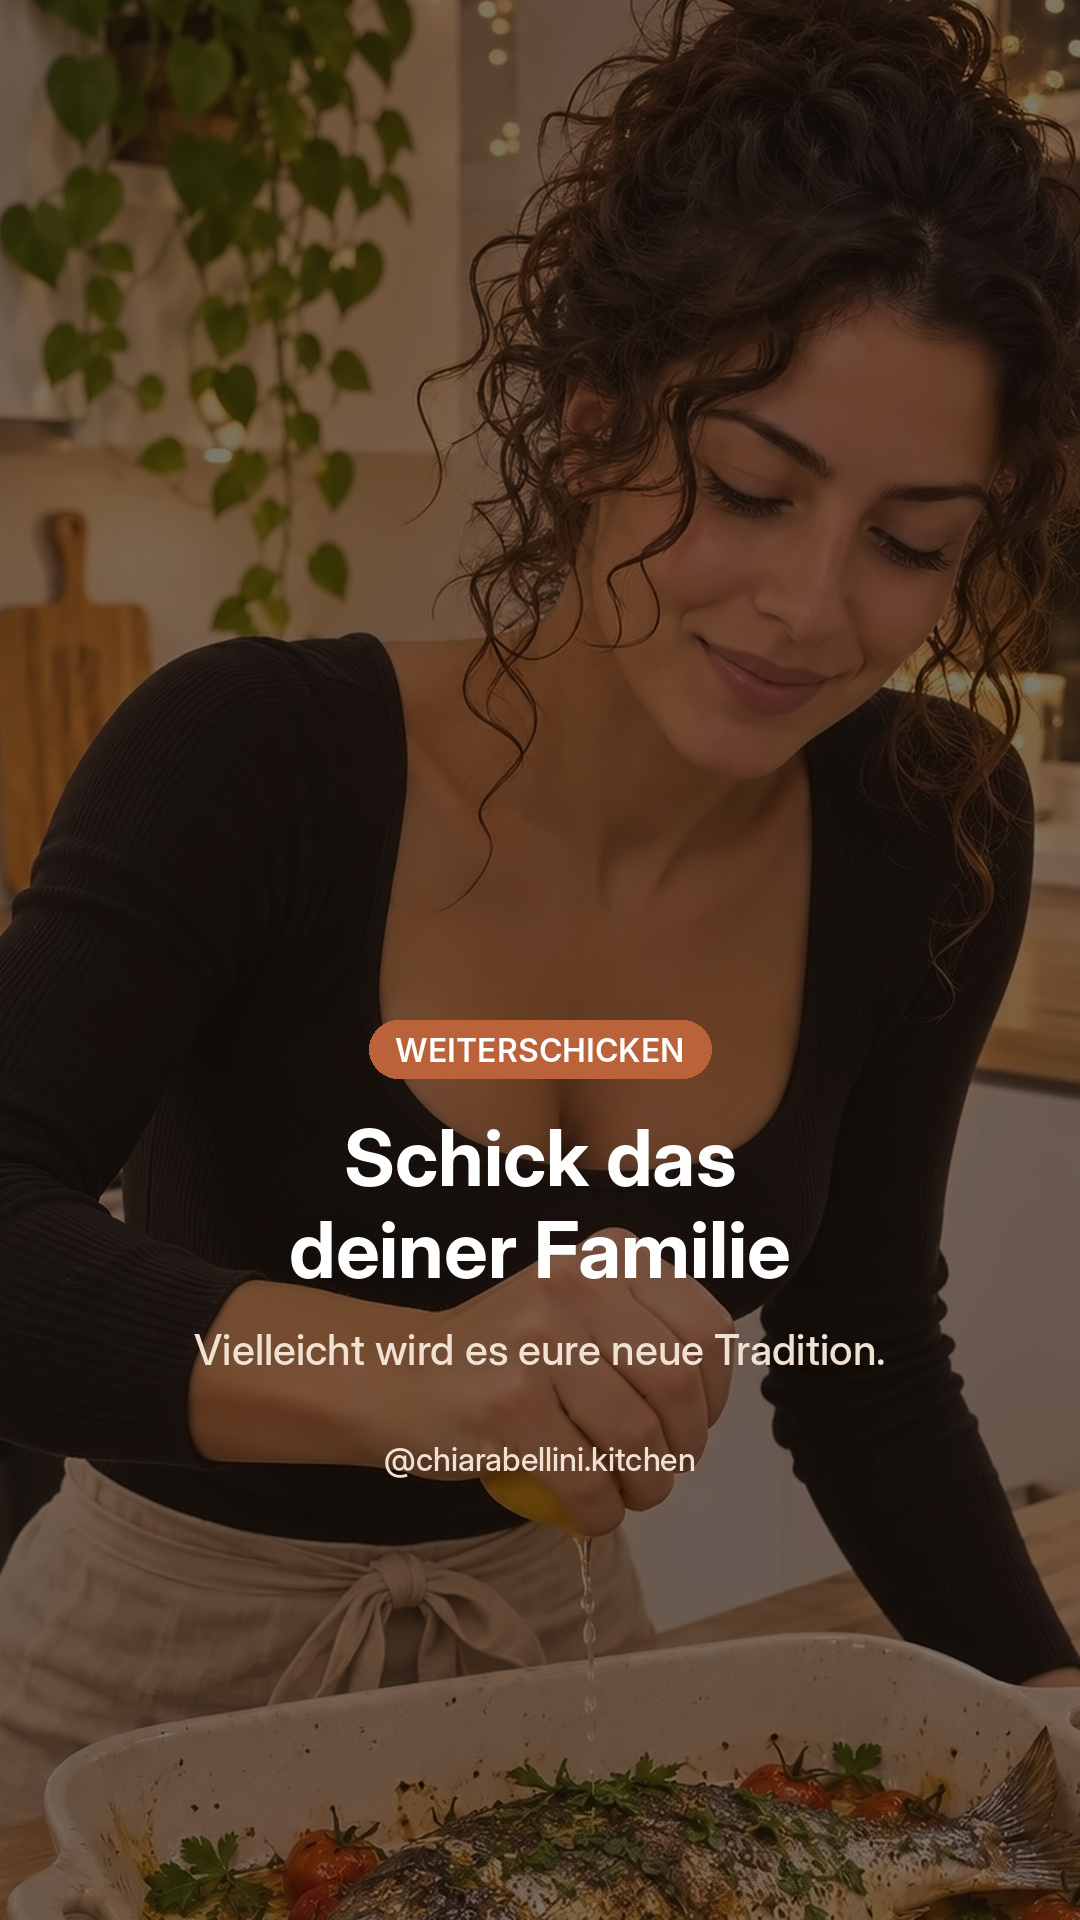 WEITERSCHICKEN
Schick das
deiner Familie
Vielleicht wird es eure neue Tradition.
@chiarabellini.kitchen